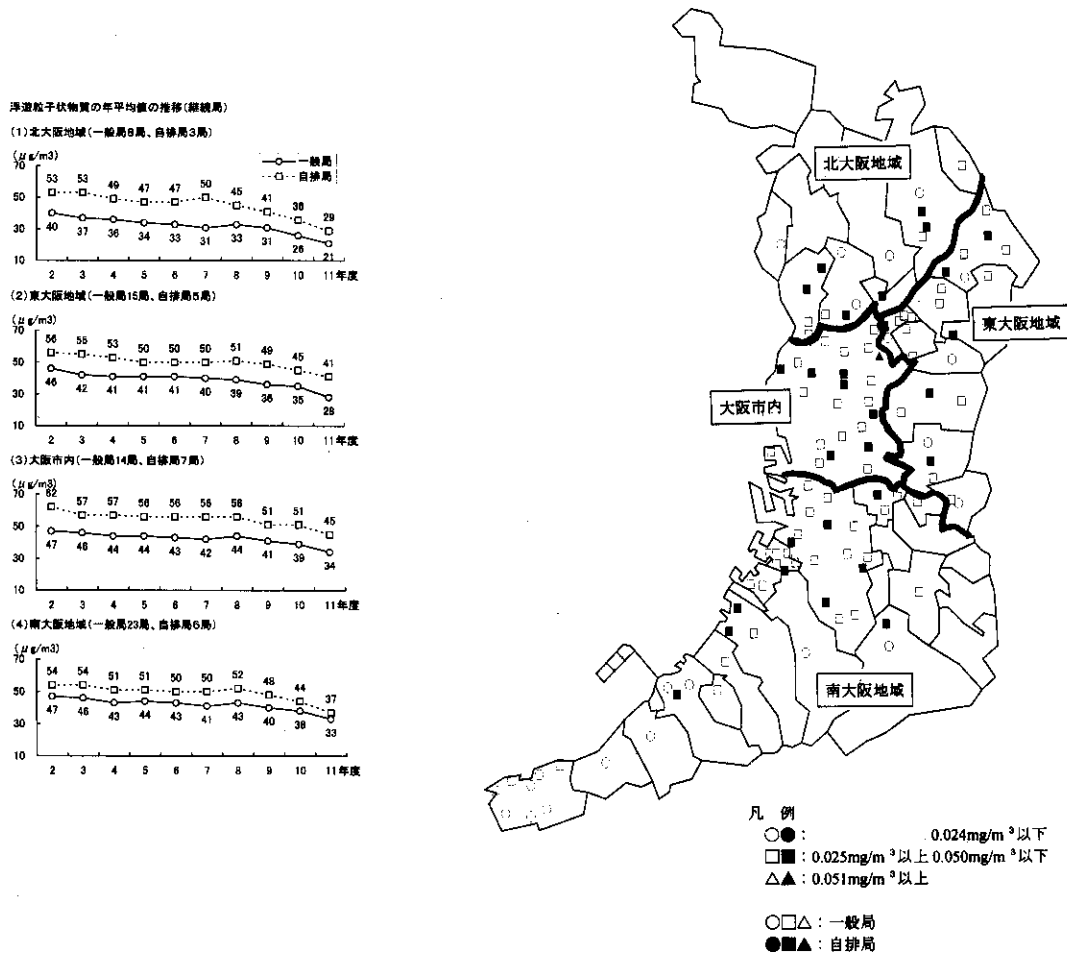 浮遊粒子状物質の年平均値の推移(継続局)
(1)北大阪地域(一般局8局、自排局3局)
(μg/m3)
一般局
自排局
70
50
30
10
53 53 49 47 47 50 45 41 36 29
40 37 36 34 33 31 33 31 26 21
2 3 4 5 6 7 8 9 10 11年度
(2)東大阪地域(一般局15局、自排局5局)
(μg/m3)
70
50
30
10
56 55 53 50 50 50 51 49 45 41
46 42 41 41 41 40 39 36 35 28
2 3 4 5 6 7 8 9 10 11年度
(3)大阪市内(一般局14局、自排局7局)
(μg/m3)
70
50
30
10
62 57 57 56 56 56 56 51 51 45
47 46 44 44 43 42 44 41 39 34
2 3 4 5 6 7 8 9 10 11年度
(4)南大阪地域(一般局23局、自排局6局)
(μg/m3)
70
50
30
10
54 54 51 51 50 50 52 48 44 37
47 46 43 44 43 41 43 40 38 33
2 3 4 5 6 7 8 9 10 11年度
北大阪地域
東大阪地域
大阪市内
南大阪地域
凡 例
○●: 0.024mg/m³以下
□■:0.025mg/m³以上 0.050mg/m³以下
△▲:0.051mg/m³以上
○□△:一般局
●■▲:自排局